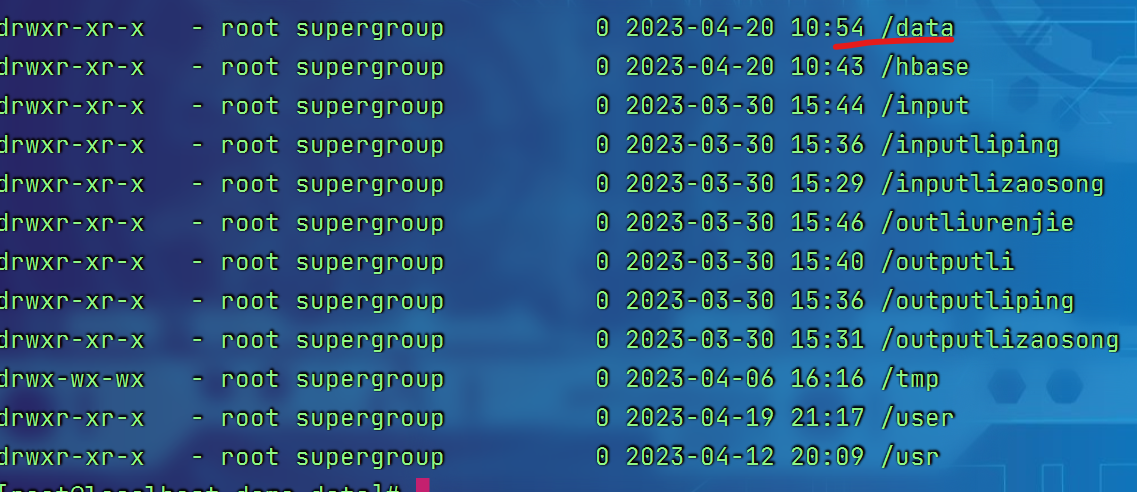 drwxr-xr-x - root supergroup 0 2023-04-20 10:54 /data
drwxr-xr-x - root supergroup 0 2023-04-20 10:43 /hbase
drwxr-xr-x - root supergroup 0 2023-03-30 15:44 /input
drwxr-xr-x - root supergroup 0 2023-03-30 15:36 /inputliping
drwxr-xr-x - root supergroup 0 2023-03-30 15:29 /inputlizaosong
drwxr-xr-x - root supergroup 0 2023-03-30 15:46 /outliurenjie
drwxr-xr-x - root supergroup 0 2023-03-30 15:40 /outputli
drwxr-xr-x - root supergroup 0 2023-03-30 15:36 /outputliping
drwxr-xr-x - root supergroup 0 2023-03-30 15:31 /outputlizaosong
drwx-wx-wx - root supergroup 0 2023-04-06 16:16 /tmp
drwxr-xr-x - root supergroup 0 2023-04-19 21:17 /user
drwxr-xr-x - root supergroup 0 2023-04-12 20:09 /usr
[root@localhost demo_data]#